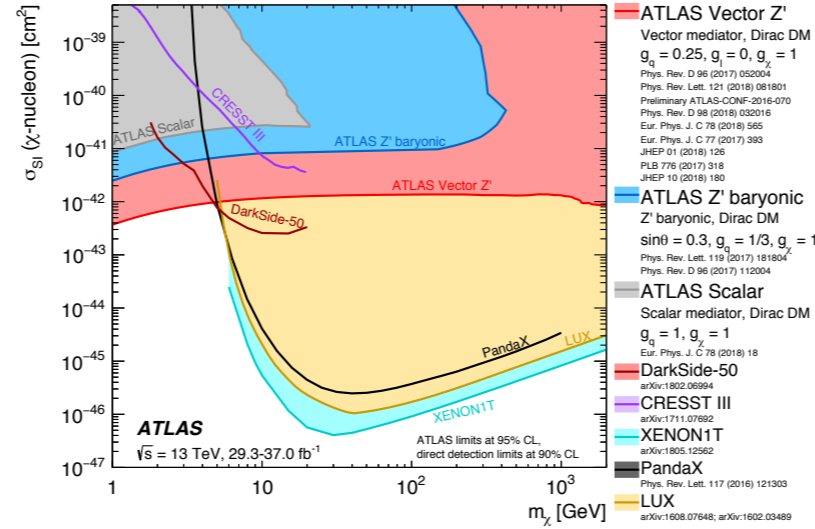 σSI (χ-nucleon) [cm²]
10⁻³⁹
10⁻⁴⁰
10⁻⁴¹
10⁻⁴²
10⁻⁴³
10⁻⁴⁴
10⁻⁴⁵
10⁻⁴⁶
10⁻⁴⁷
CRESST III
ATLAS Scalar
ATLAS Z' baryonic
ATLAS Vector Z'
DarkSide-50
PandaX
LUX
XENON1T
ATLAS
√s = 13 TeV, 29.3-37.0 fb⁻¹
ATLAS limits at 95% CL,
direct detection limits at 90% CL
1 10 10² 10³
mχ [GeV]
ATLAS Vector Z'
Vector mediator, Dirac DM
gq = 0.25, gl = 0, gχ = 1
Phys. Rev. D 96 (2017) 052004
Phys. Rev. Lett. 121 (2018) 081801
Preliminary ATLAS-CONF-2016-070
Phys. Rev. D 98 (2018) 032016
Eur. Phys. J. C 78 (2018) 565
Eur. Phys. J. C 77 (2017) 393
JHEP 01 (2018) 126
PLB 776 (2017) 318
JHEP 10 (2018) 180
ATLAS Z' baryonic
Z' baryonic, Dirac DM
sinθ = 0.3, gq = 1/3, gχ = 1
Phys. Rev. Lett. 119 (2017) 181804
Phys. Rev. D 96 (2017) 112004
ATLAS Scalar
Scalar mediator, Dirac DM
gq = 1, gχ = 1
Eur. Phys. J. C 78 (2018) 18
DarkSide-50
arXiv:1802.06994
CRESST III
arXiv:1711.07692
XENON1T
arXiv:1805.12562
PandaX
Phys. Rev. Lett. 117 (2016) 121303
LUX
arXiv:1608.07648; arXiv:1602.03489